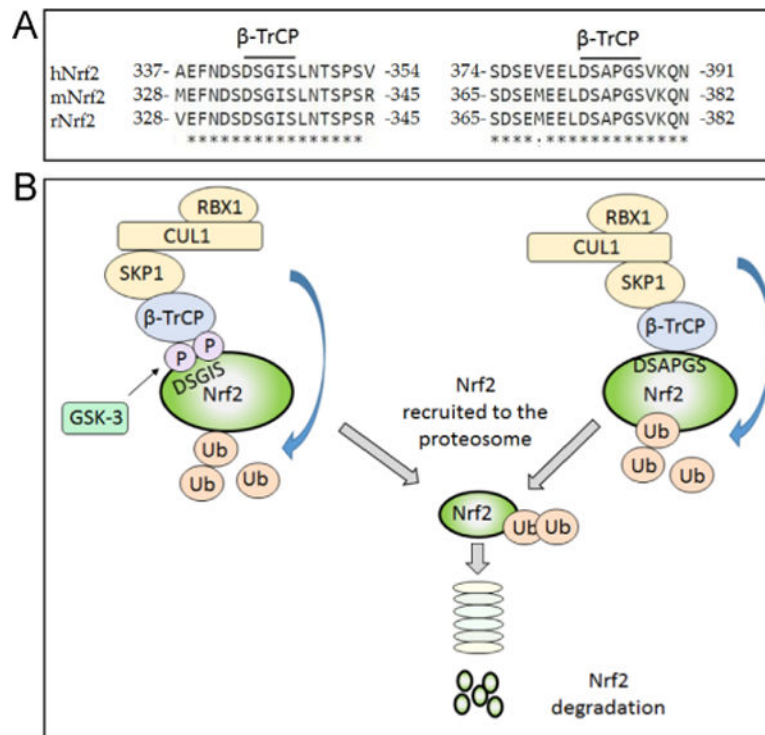 A
β-TrCP β-TrCP
hNrf2 337- AEFNDSDSGISLNTSPSV -354 374- SDSEVEELDSAPGSVKQN -391
mNrf2 328- MEFNDSDSGISLNTSPSR -345 365- SDSEMEELDSAPGSVKQN -382
rNrf2 328- VEFNDSDSGISLNTSPSR -345 365- SDSEMEELDSAPGSVKQN -382
**************** ****.*************
B
RBX1
CUL1
SKP1
β-TrCP
P P
DSGIS
Nrf2
GSK-3
Ub
Ub Ub
RBX1
CUL1
SKP1
β-TrCP
DSAPGS
Nrf2
Ub
Ub Ub
Nrf2
recruited to the
proteosome
Nrf2 Ub Ub
Nrf2
degradation